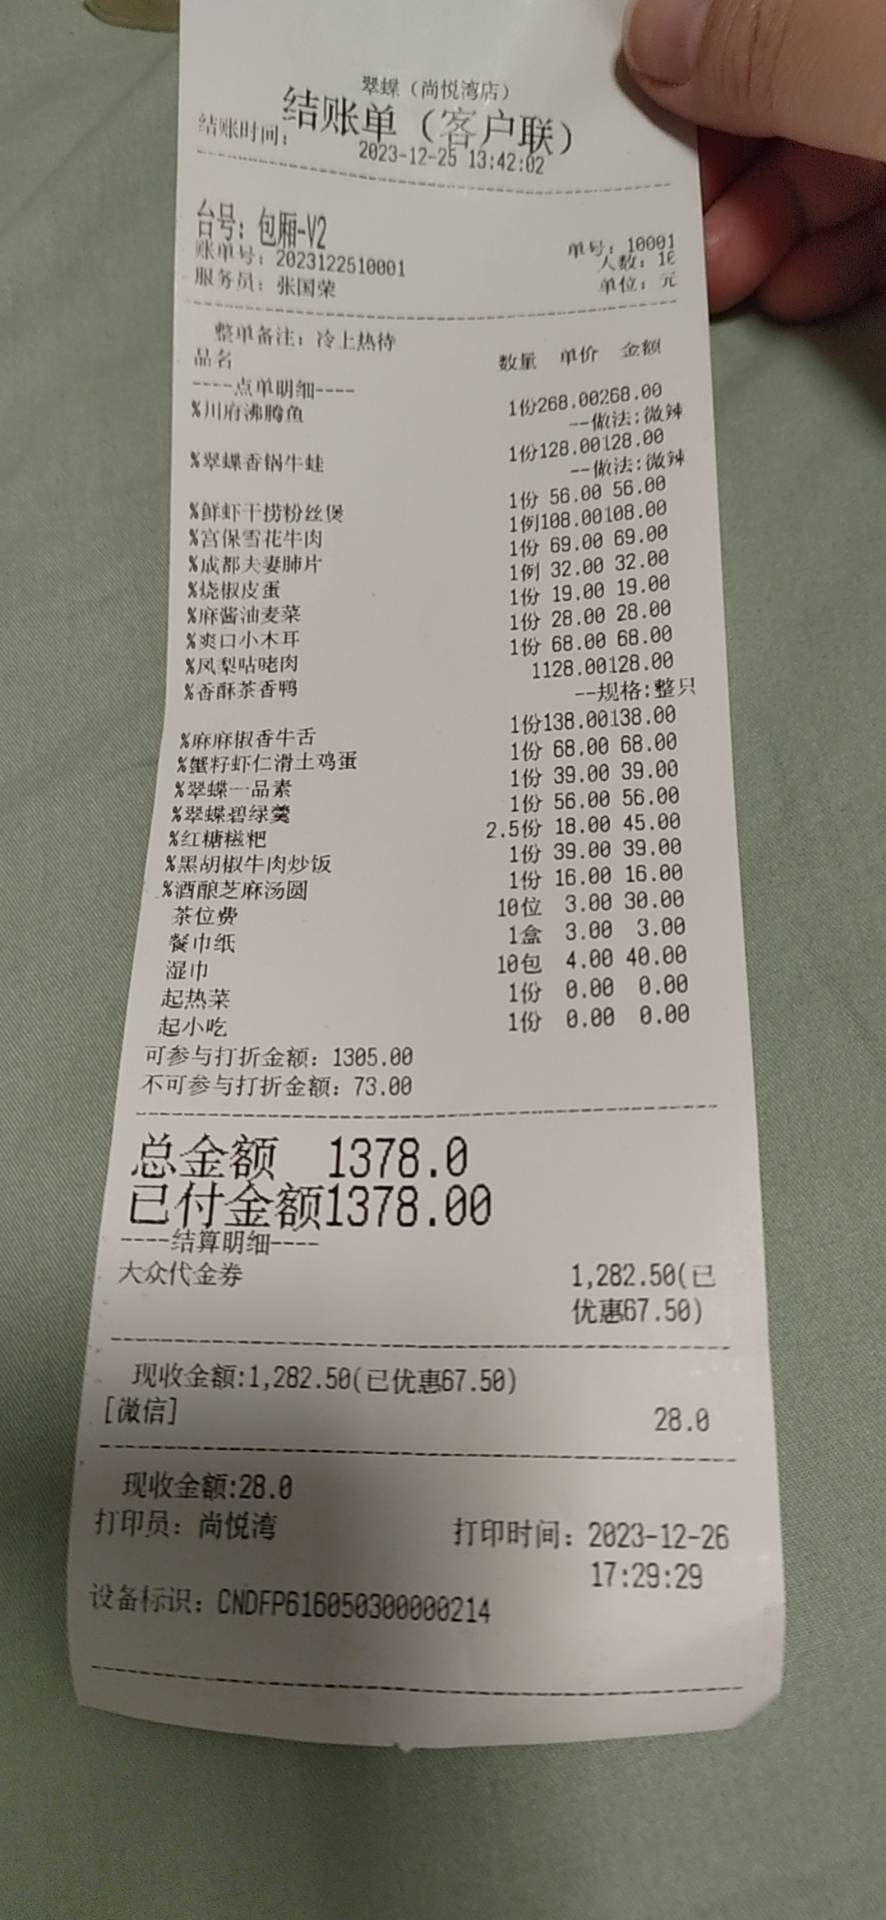 翠蝶（尚悦湾店）
结账单（客户联）
结账时间：
2023-12-25 13:42:02
台号：包厢-V2
账单号：2023122510001 单号：10001
服务员：张国荣 人数：10
单位：元
整单备注：冷上热待
品名 数量 单价 金额
----点单明细----
%川府沸腾鱼 1份268.00268.00
--做法:微辣
%翠蝶香锅牛蛙 1份128.00128.00
--做法:微辣
%鲜虾干捞粉丝煲 1份 56.00 56.00
%宫保雪花牛肉 1例108.00108.00
%成都夫妻肺片 1份 69.00 69.00
%烧椒皮蛋 1例 32.00 32.00
%麻酱油麦菜 1份 19.00 19.00
%爽口小木耳 1份 28.00 28.00
%凤梨咕咾肉 1份 68.00 68.00
%香酥茶香鸭 1128.00128.00
--规格:整只
%麻麻椒香牛舌 1份138.00138.00
%蟹籽虾仁滑土鸡蛋 1份 68.00 68.00
%翠蝶一品素 1份 39.00 39.00
%翠蝶碧绿羹 1份 56.00 56.00
%红糖糍粑 2.5份 18.00 45.00
%黑胡椒牛肉炒饭 1份 39.00 39.00
%酒酿芝麻汤圆 1份 16.00 16.00
茶位费 10位 3.00 30.00
餐巾纸 1盒 3.00 3.00
湿巾 10包 4.00 40.00
起热菜 1份 0.00 0.00
起小吃 1份 0.00 0.00
可参与打折金额：1305.00
不可参与打折金额：73.00
总金额 1378.0
已付金额1378.00
----结算明细----
大众代金券 1,282.50(已
优惠67.50)
现收金额:1,282.50(已优惠67.50)
[微信] 28.0
现收金额:28.0
打印员：尚悦湾 打印时间：2023-12-26
17:29:29
设备标识：CNDFP616050300000214